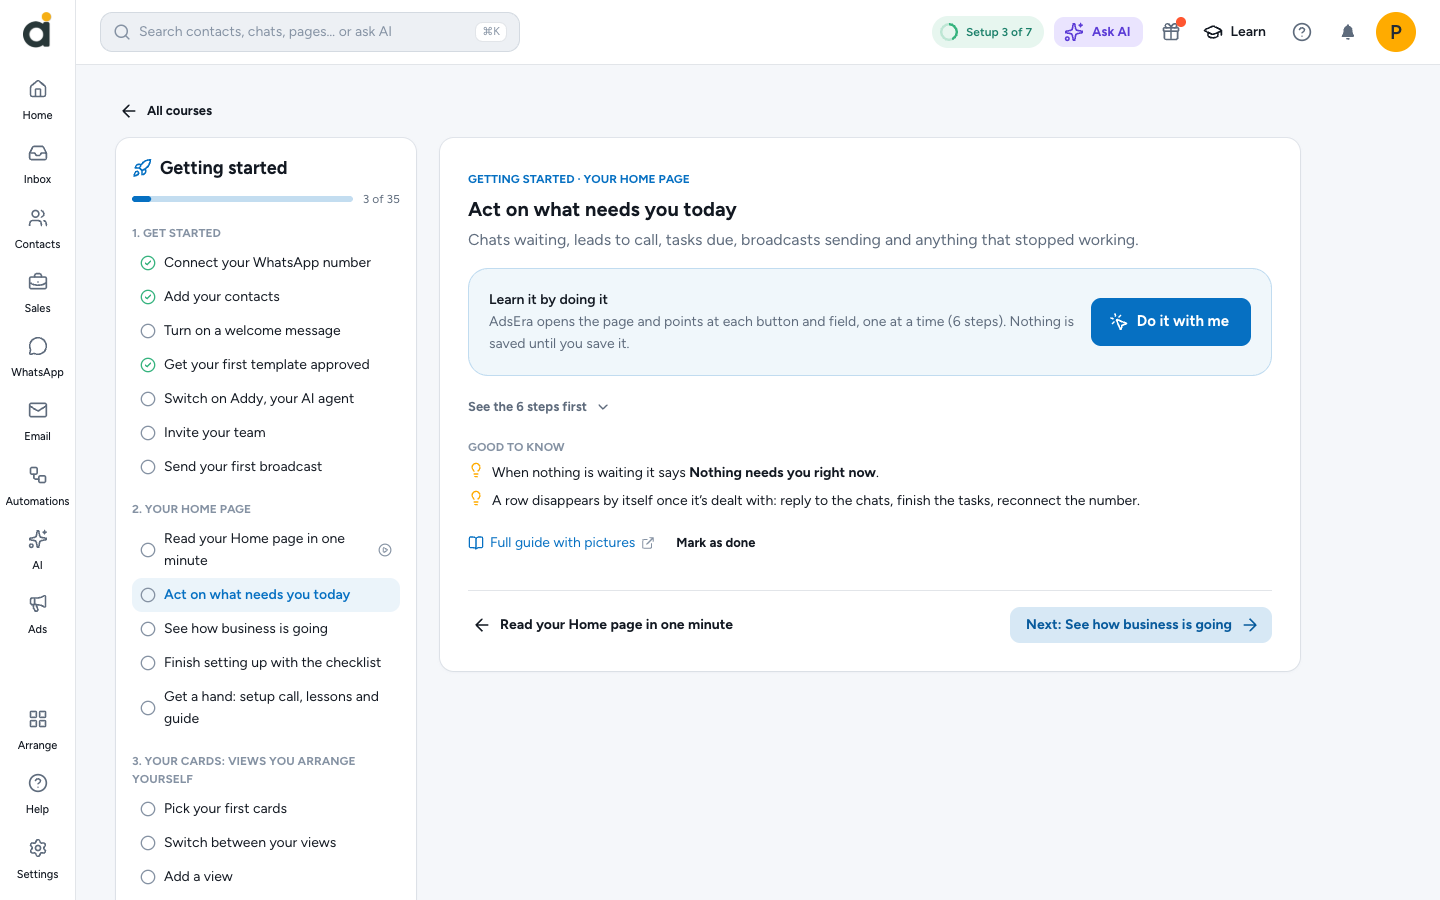 Search contacts, chats, pages... or ask AI
⌘K
Setup 3 of 7
Ask AI
Learn
P
Home
Inbox
Contacts
Sales
WhatsApp
Email
Automations
AI
Ads
Arrange
Help
Settings
All courses
Getting started
3 of 35
1. GET STARTED
Connect your WhatsApp number
Add your contacts
Turn on a welcome message
Get your first template approved
Switch on Addy, your AI agent
Invite your team
Send your first broadcast
2. YOUR HOME PAGE
Read your Home page in one
minute
Act on what needs you today
See how business is going
Finish setting up with the checklist
Get a hand: setup call, lessons and
guide
3. YOUR CARDS: VIEWS YOU ARRANGE
YOURSELF
Pick your first cards
Switch between your views
Add a view
GETTING STARTED · YOUR HOME PAGE
Act on what needs you today
Chats waiting, leads to call, tasks due, broadcasts sending and anything that stopped working.
Learn it by doing it
AdsEra opens the page and points at each button and field, one at a time (6 steps). Nothing is
saved until you save it.
Do it with me
See the 6 steps first
GOOD TO KNOW
When nothing is waiting it says Nothing needs you right now.
A row disappears by itself once it's dealt with: reply to the chats, finish the tasks, reconnect the number.
Full guide with pictures
Mark as done
Read your Home page in one minute
Next: See how business is going